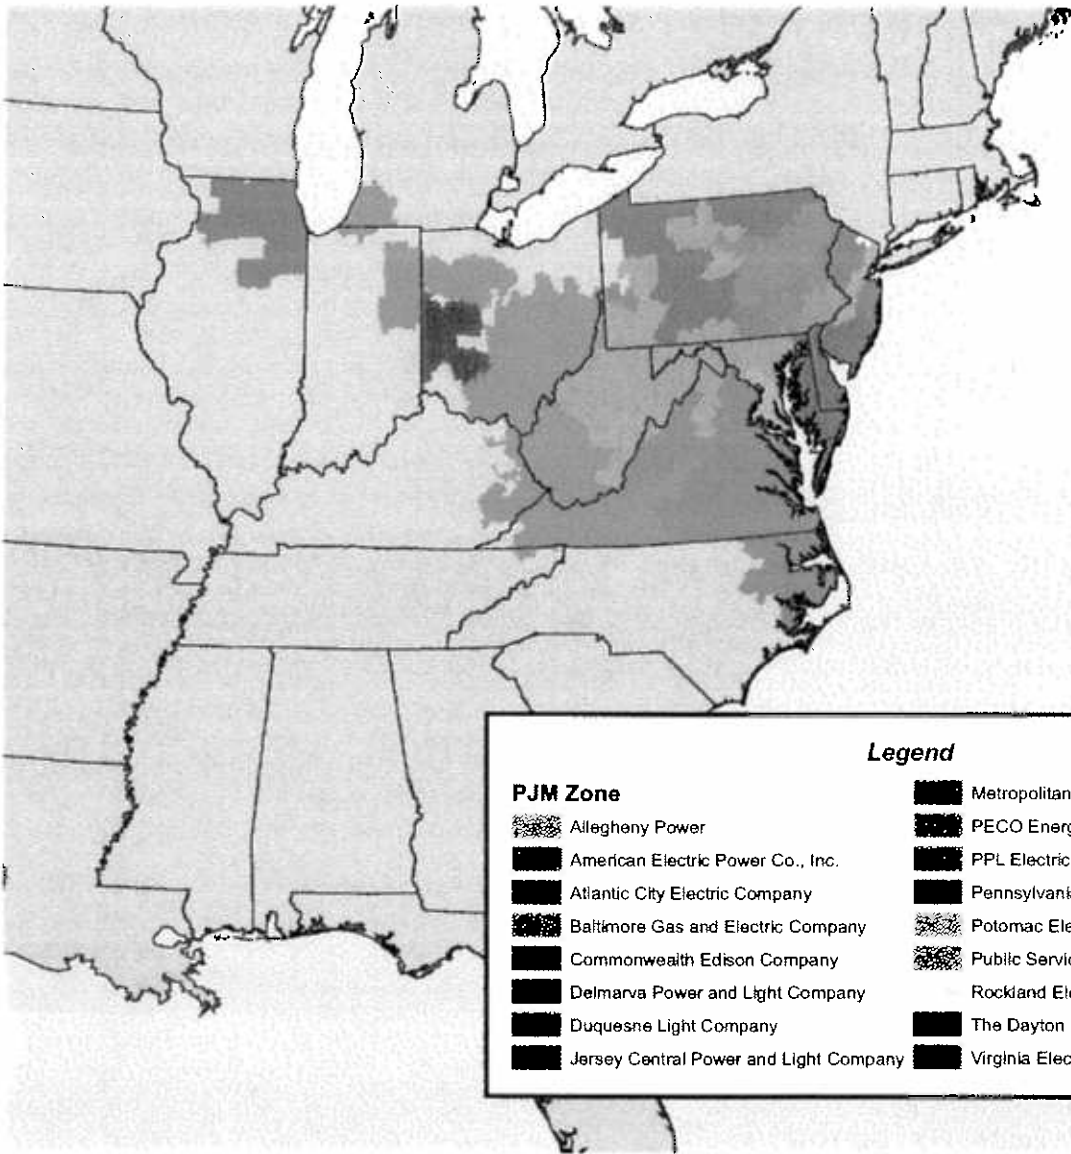 Legend
PJM Zone
Allegheny Power
American Electric Power Co., Inc.
Atlantic City Electric Company
Baltimore Gas and Electric Company
Commonwealth Edison Company
Delmarva Power and Light Company
Duquesne Light Company
Jersey Central Power and Light Company
Metropolitan
PECO Energ
PPL Electric
Pennsylvani
Potomac Ele
Public Servic
Rockland Ele
The Dayton
Virginia Elec